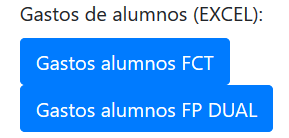 Gastos de alumnos (EXCEL):
Gastos alumnos FCT
Gastos alumnos FP DUAL